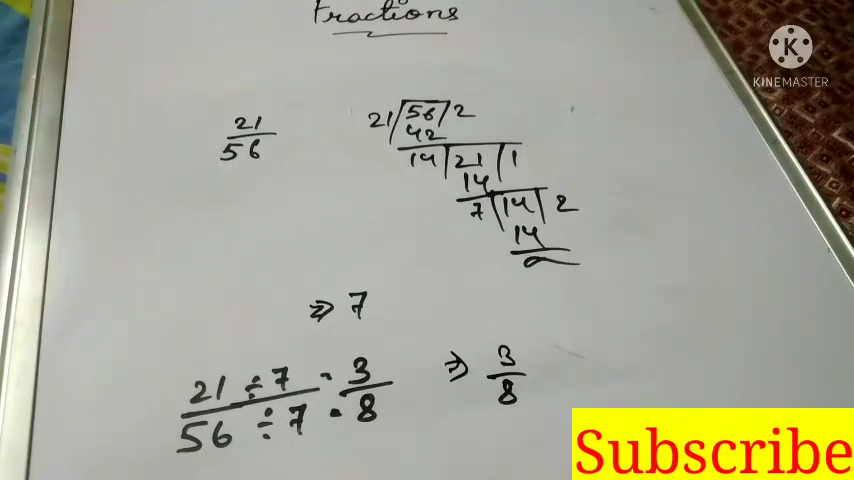 Fractions
K
KINEMASTER
21
56
21 56 2
42
14 21 1
14
7 14 2
14
0
⇒ 7
21 ÷ 7 = 3
56 ÷ 7 = 8
⇒ 3
8
Subscribe